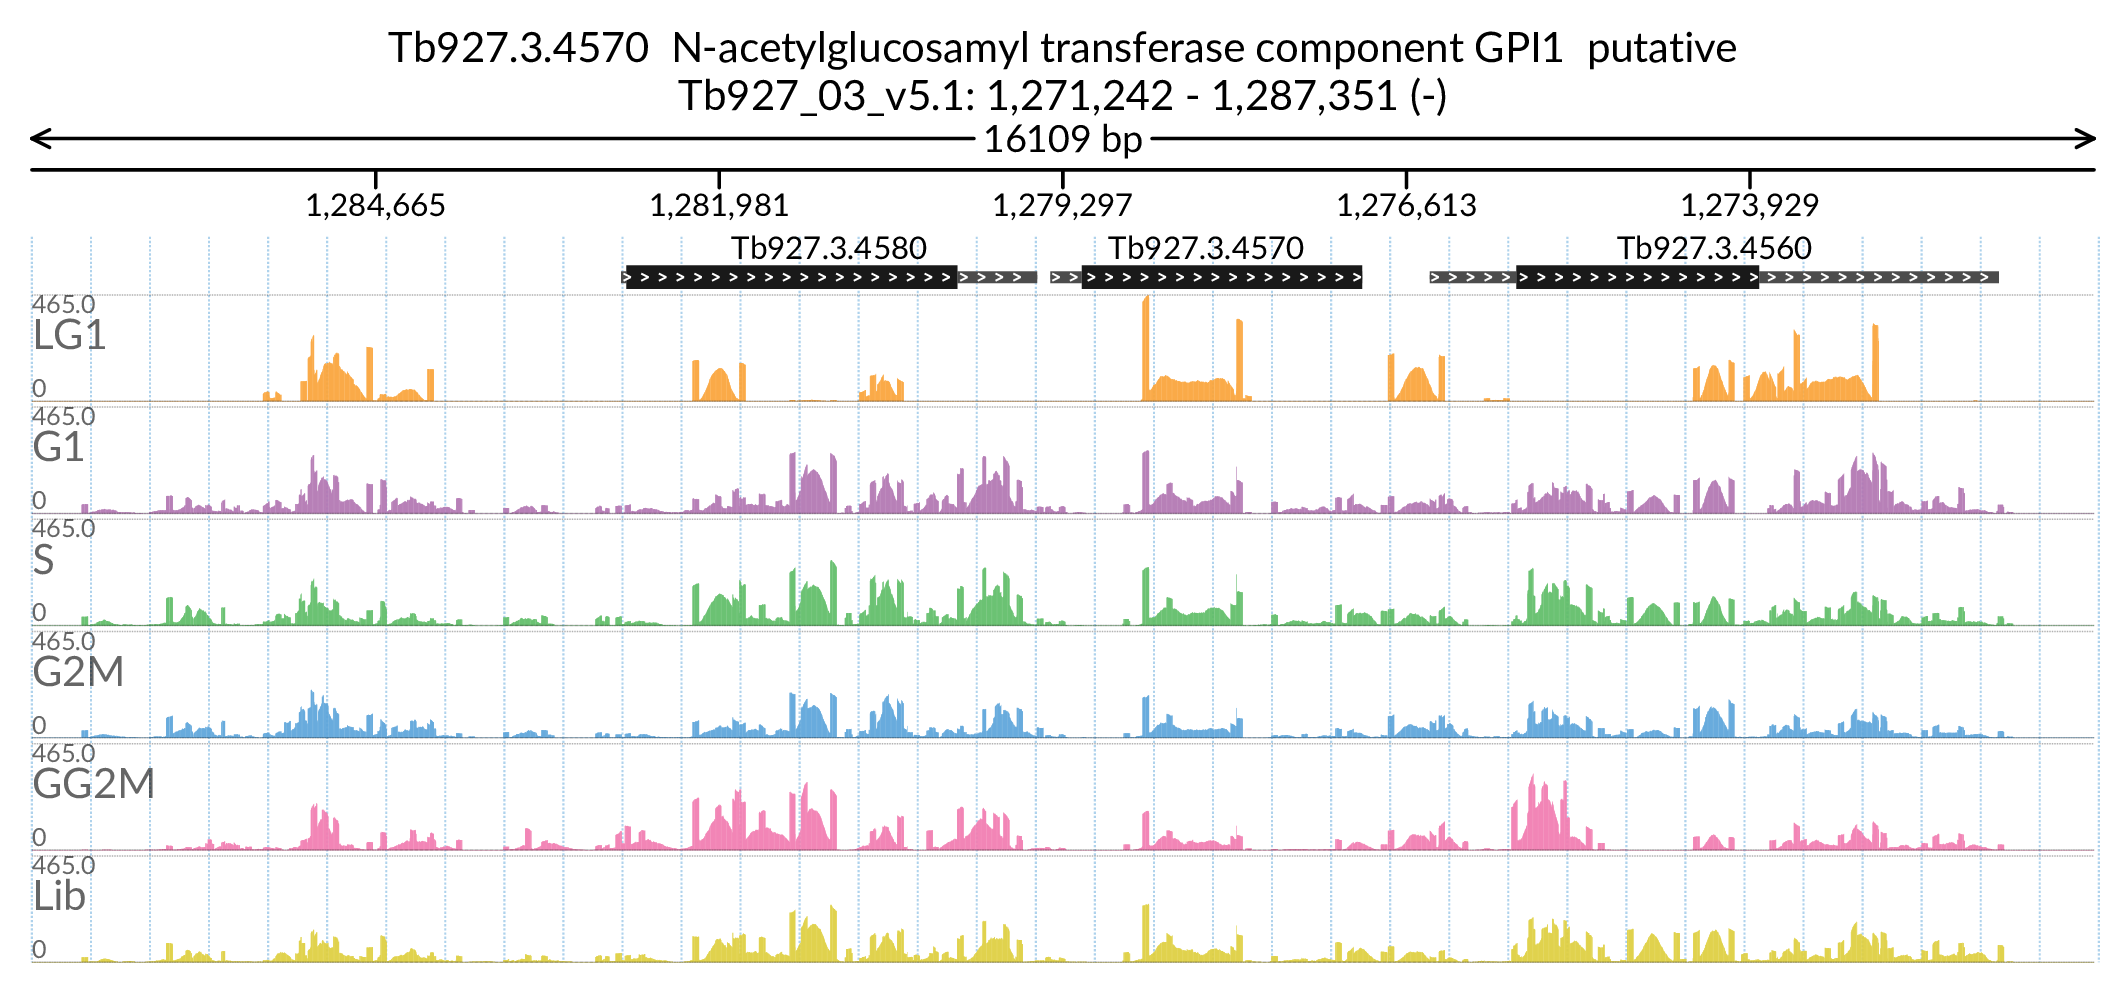 Tb927.3.4570  N-acetylglucosamyl transferase component GPI1  putative
Tb927_03_v5.1: 1,271,242 - 1,287,351 (-)
16109 bp
1,284,665 1,281,981 1,279,297 1,276,613 1,273,929
Tb927.3.4580 Tb927.3.4570 Tb927.3.4560
465.0
LG1
0
465.0
G1
0
465.0
S
0
465.0
G2M
0
465.0
GG2M
0
465.0
Lib
0